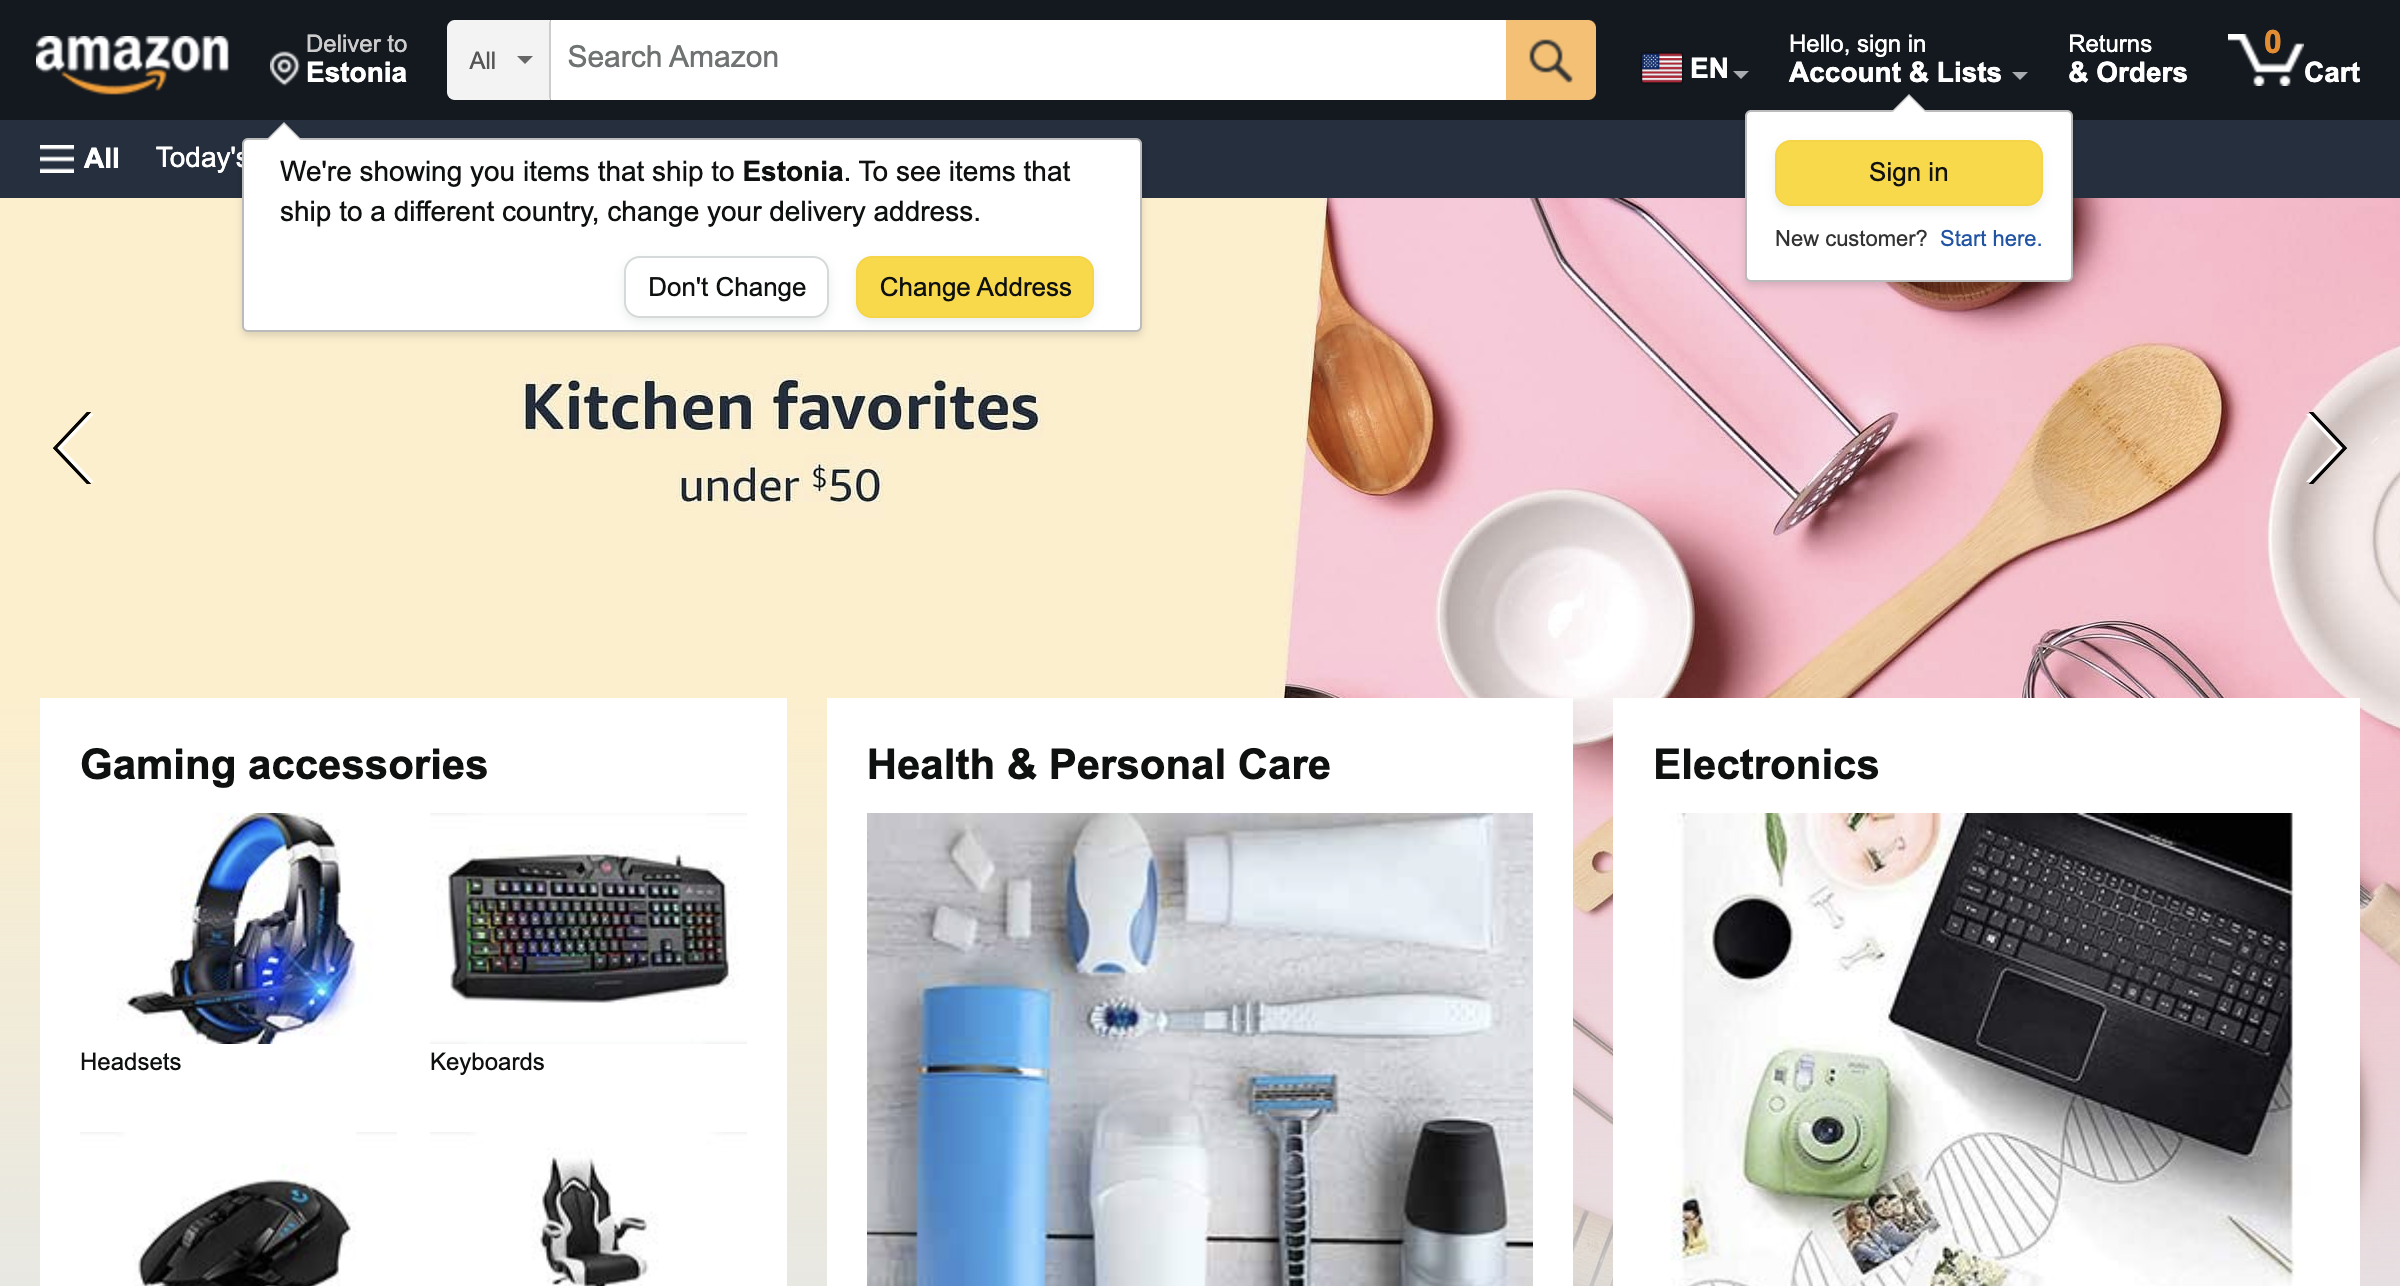 amazon
Deliver to
Estonia
All
Search Amazon
EN
Hello, sign in
Account & Lists
Returns
& Orders
0
Cart
All
Today's
We're showing you items that ship to Estonia. To see items that
ship to a different country, change your delivery address.
Don't Change
Change Address
Sign in
New customer? Start here.
Kitchen favorites
under $50
Gaming accessories
Headsets
Keyboards
Health & Personal Care
Electronics